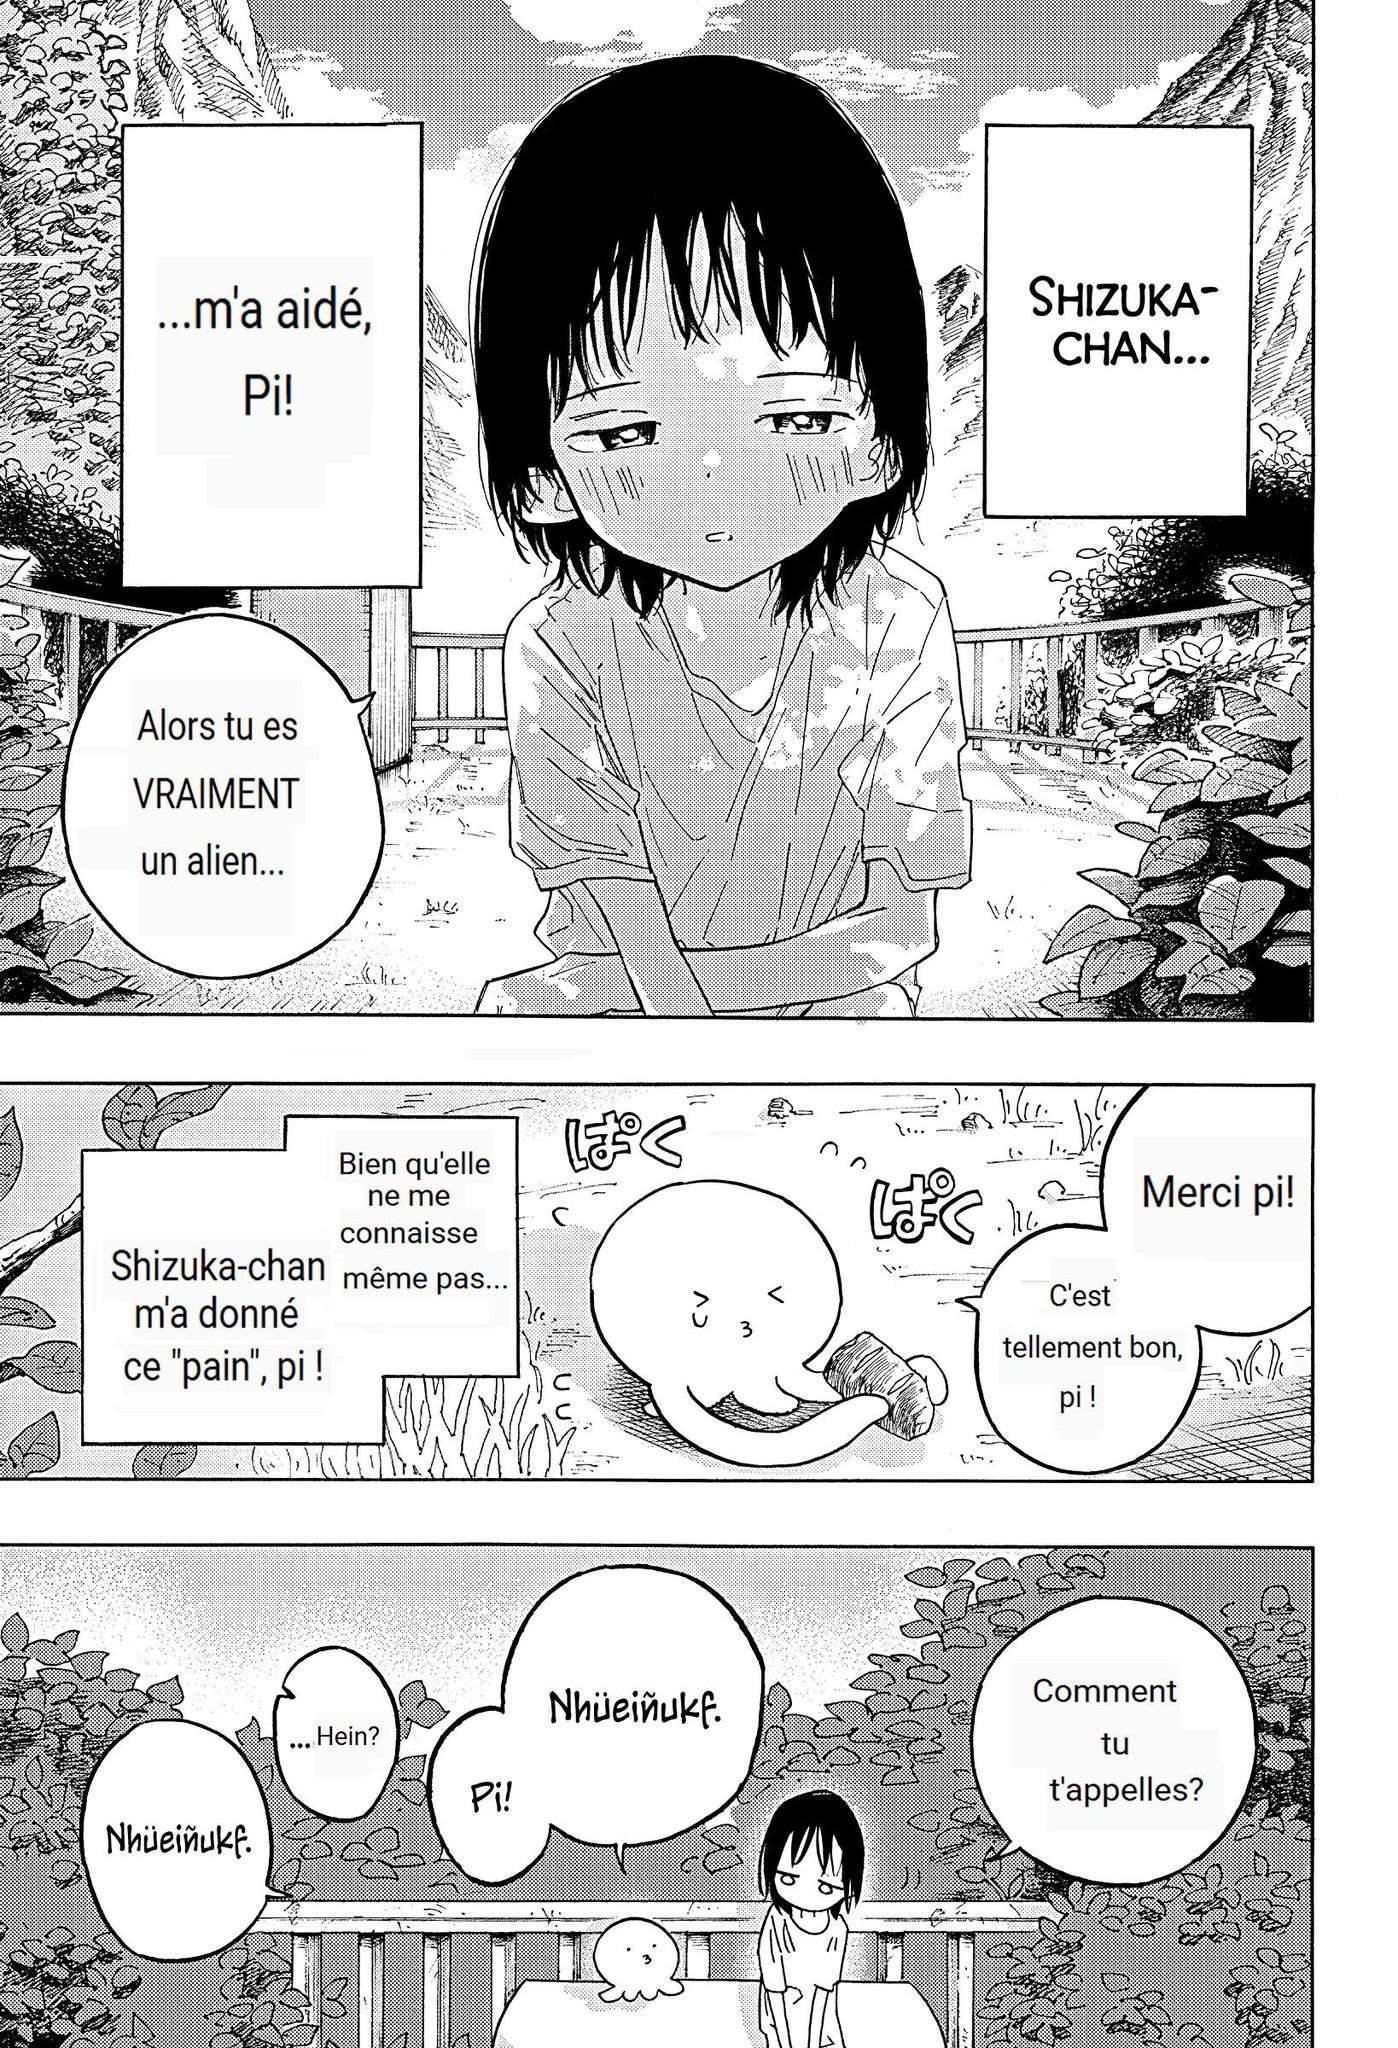 SHIZUKA-
CHAN...
...m'a aidé,
Pi!
Alors tu es
VRAIMENT
un alien...
Merci pi!
C'est
tellement bon,
pi !
ぱく
ぱく
Bien qu'elle
ne me
connaisse
même pas...
Shizuka-chan
m'a donné
ce "pain", pi !
Comment
tu
t'appelles?
Nhüeiñukf.
Pi!
...Hein?
Nhüeiñukf.